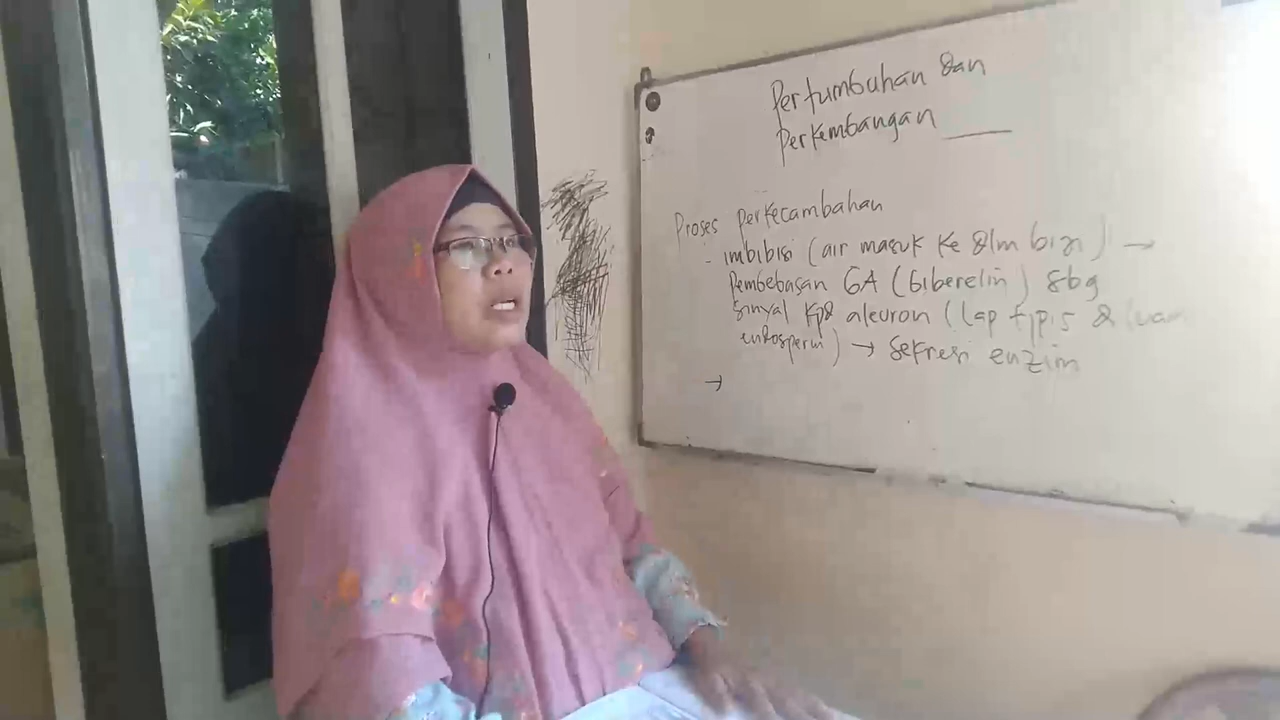 Pertumbuhan dan
Perkembangan
Proses perkecambahan
- imbibisi (air masuk ke dlm biji) →
Pembebasan GA (Giberelin) sbg
sinyal kpd aleuron (lap tipis d luar
endosperm) → sekresi enzim
→